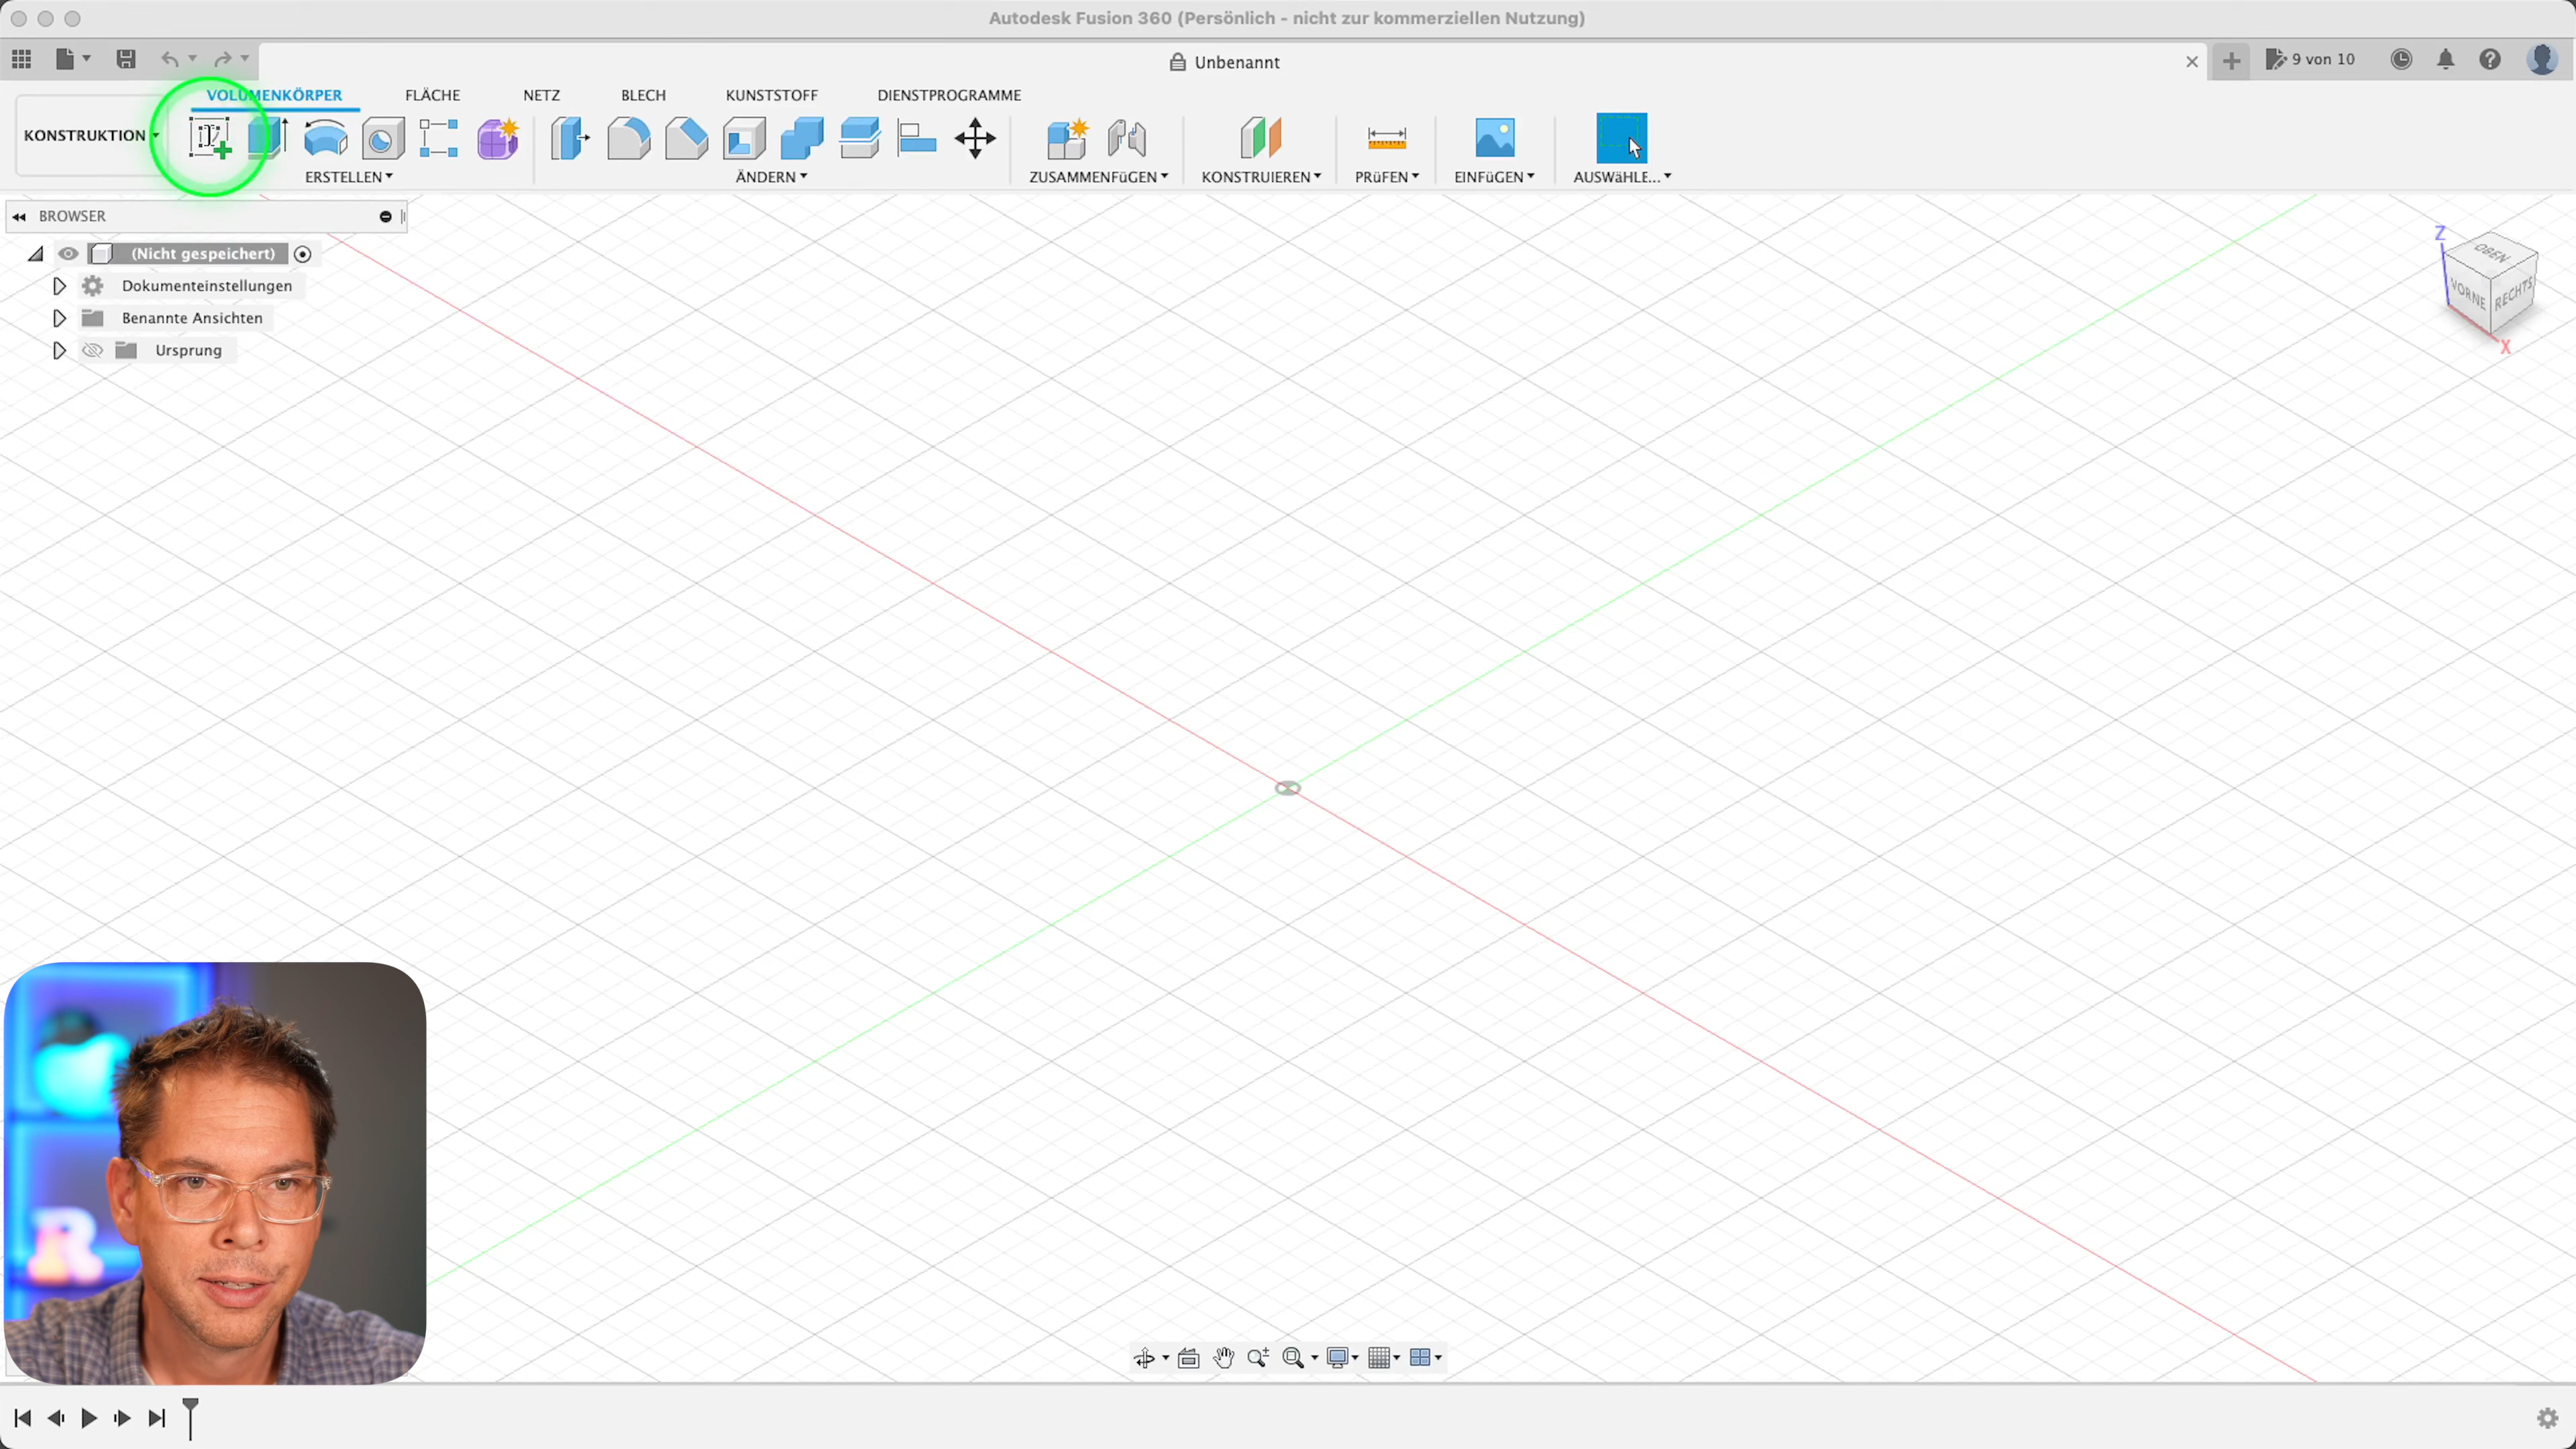 Autodesk Fusion 360 (Persönlich - nicht zur kommerziellen Nutzung)
Unbenannt
9 von 10
VOLUMENKÖRPER FLÄCHE NETZ BLECH KUNSTSTOFF DIENSTPROGRAMME
KONSTRUKTION
ERSTELLEN ÄNDERN ZUSAMMENFüGEN KONSTRUIEREN PRüFEN EINFüGEN AUSWäHLE...
BROWSER
(Nicht gespeichert)
Dokumenteinstellungen
Benannte Ansichten
Ursprung
Z
OBEN
VORNE RECHTS
X
R